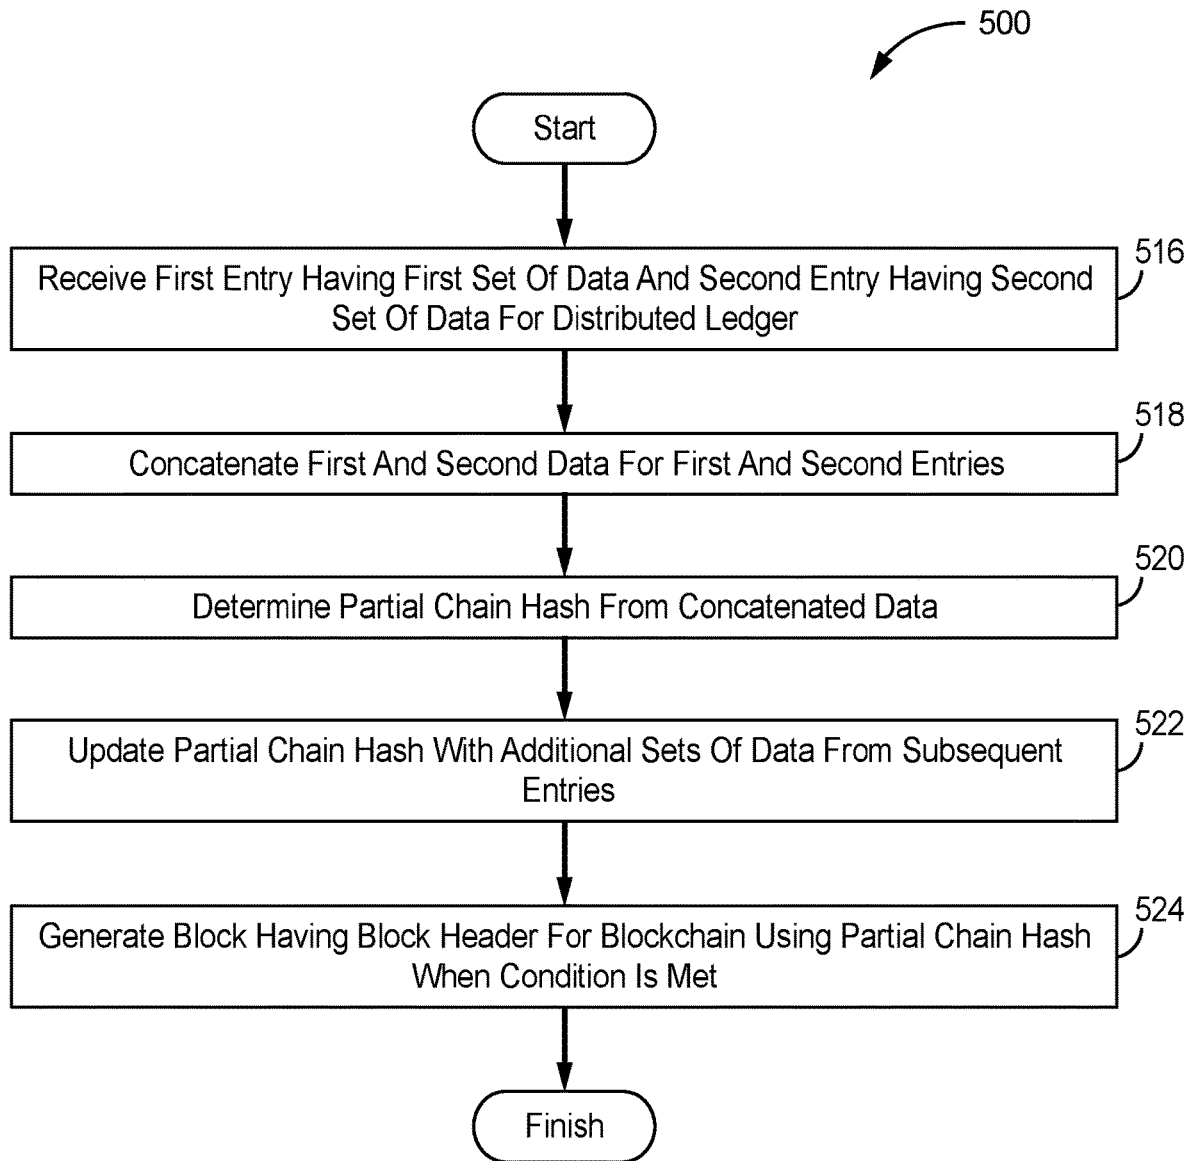 500
Start
516
Receive First Entry Having First Set Of Data And Second Entry Having Second
Set Of Data For Distributed Ledger
518
Concatenate First And Second Data For First And Second Entries
520
Determine Partial Chain Hash From Concatenated Data
522
Update Partial Chain Hash With Additional Sets Of Data From Subsequent
Entries
524
Generate Block Having Block Header For Blockchain Using Partial Chain Hash
When Condition Is Met
Finish